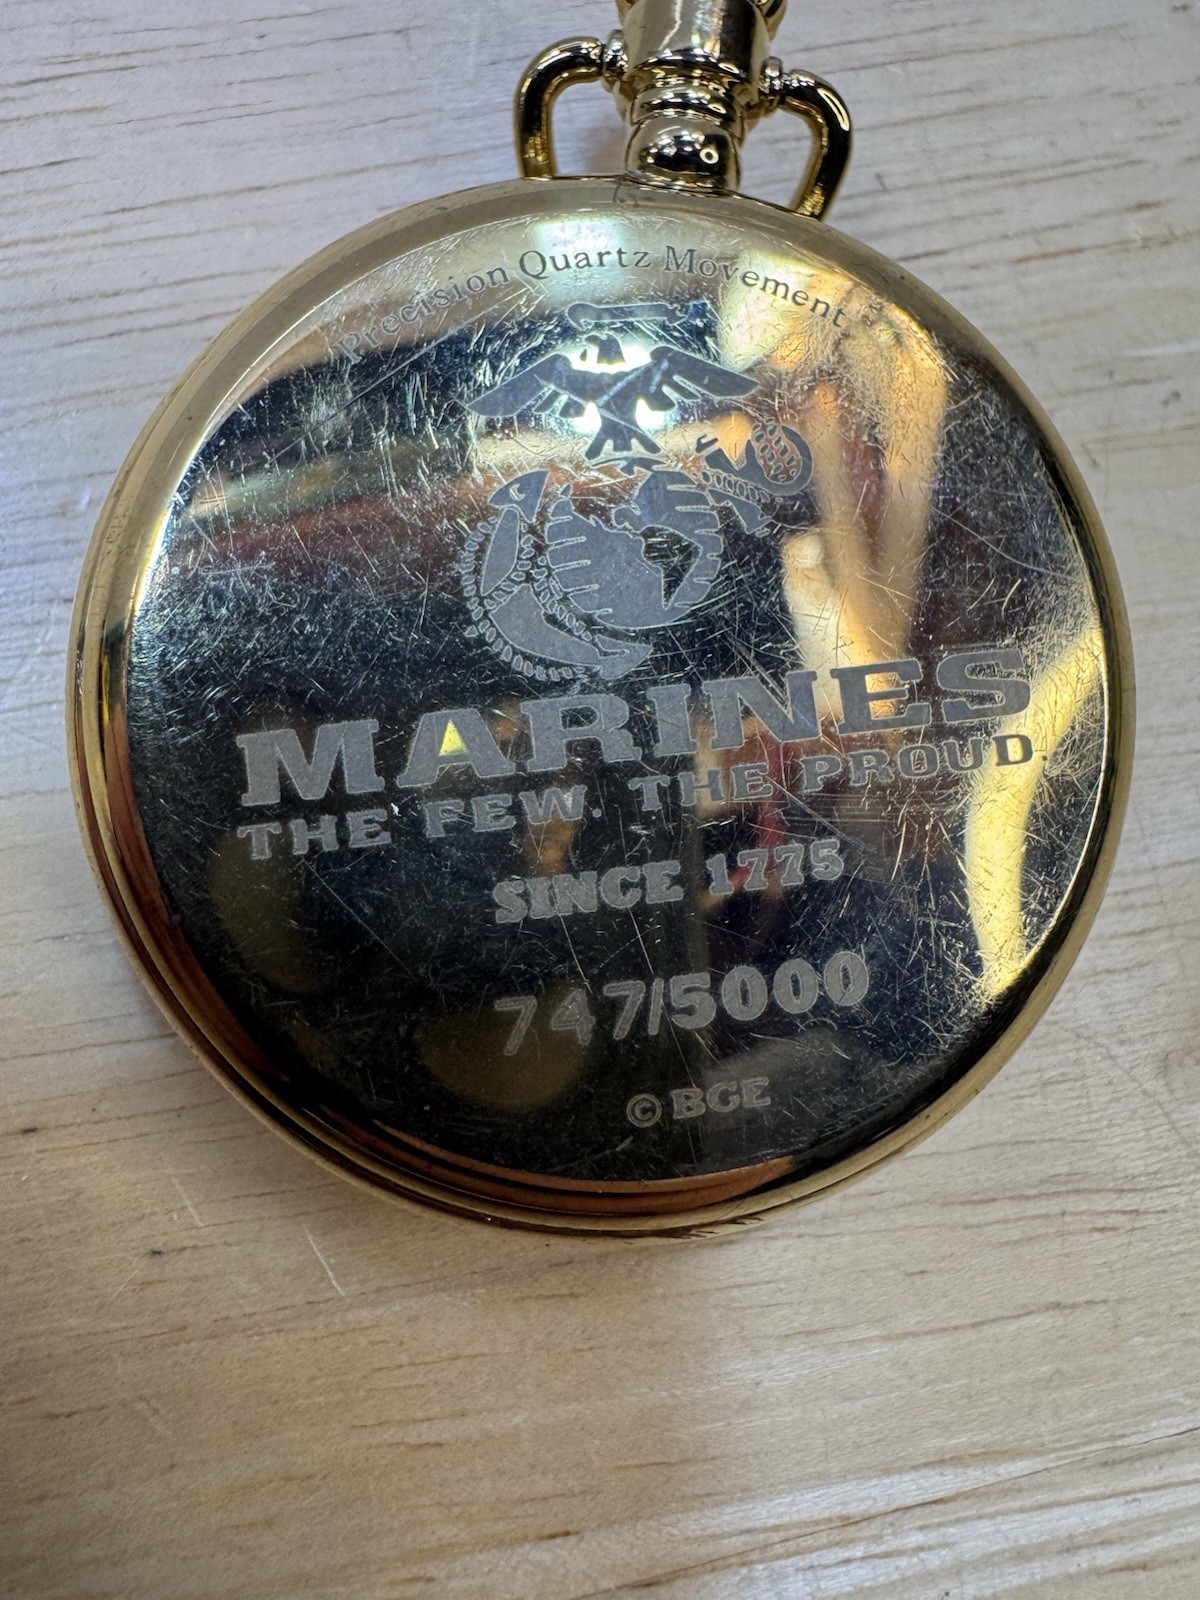 Precision Quartz Movement
MARINES
THE FEW. THE PROUD.
SINCE 1775
747/5000
© BGE